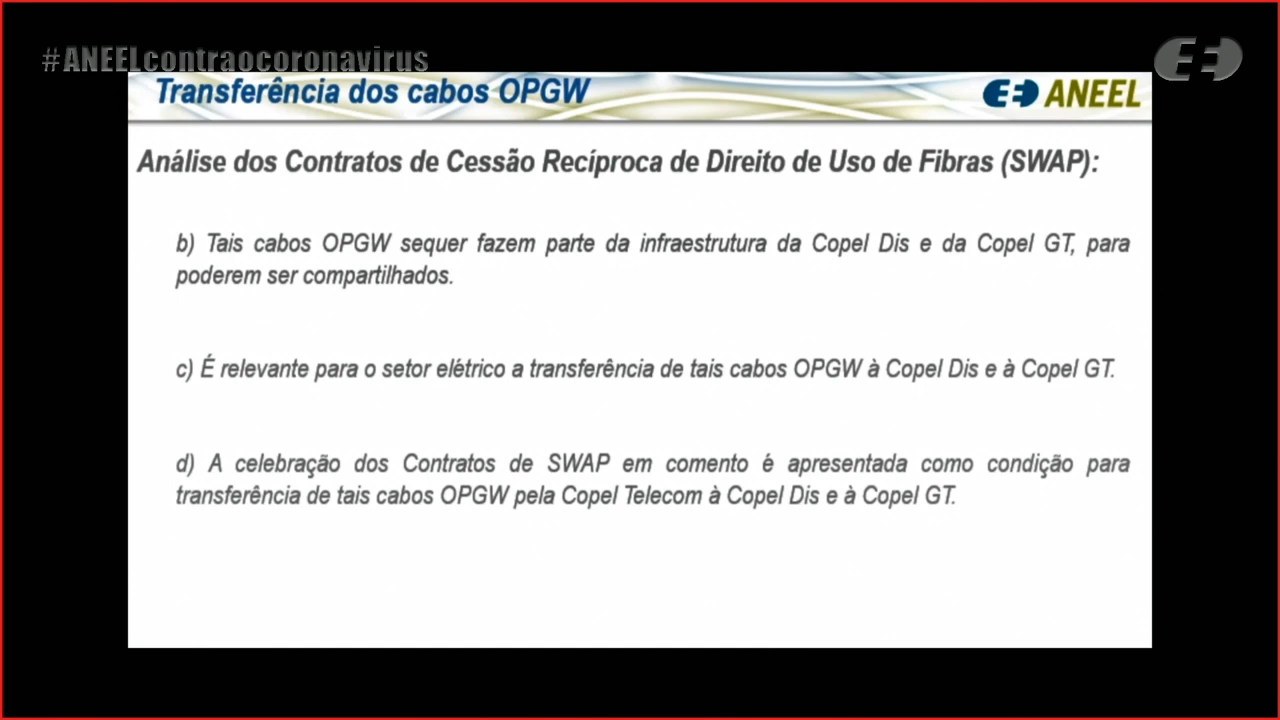 #ANEELcontraocoronavirus
Transferência dos cabos OPGW
ANEEL
Análise dos Contratos de Cessão Recíproca de Direito de Uso de Fibras (SWAP):
b) Tais cabos OPGW sequer fazem parte da infraestrutura da Copel Dis e da Copel GT, para
poderem ser compartilhados.
c) É relevante para o setor elétrico a transferência de tais cabos OPGW à Copel Dis e à Copel GT.
d) A celebração dos Contratos de SWAP em comento é apresentada como condição para
transferência de tais cabos OPGW pela Copel Telecom à Copel Dis e à Copel GT.